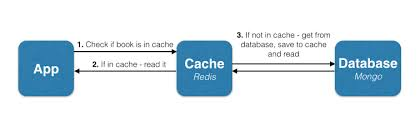 1. Check if book is in cache
2. If in cache - read it
3. If not in cache - get from
database, save to cache
and read
App
Cache
Redis
Database
Mongo